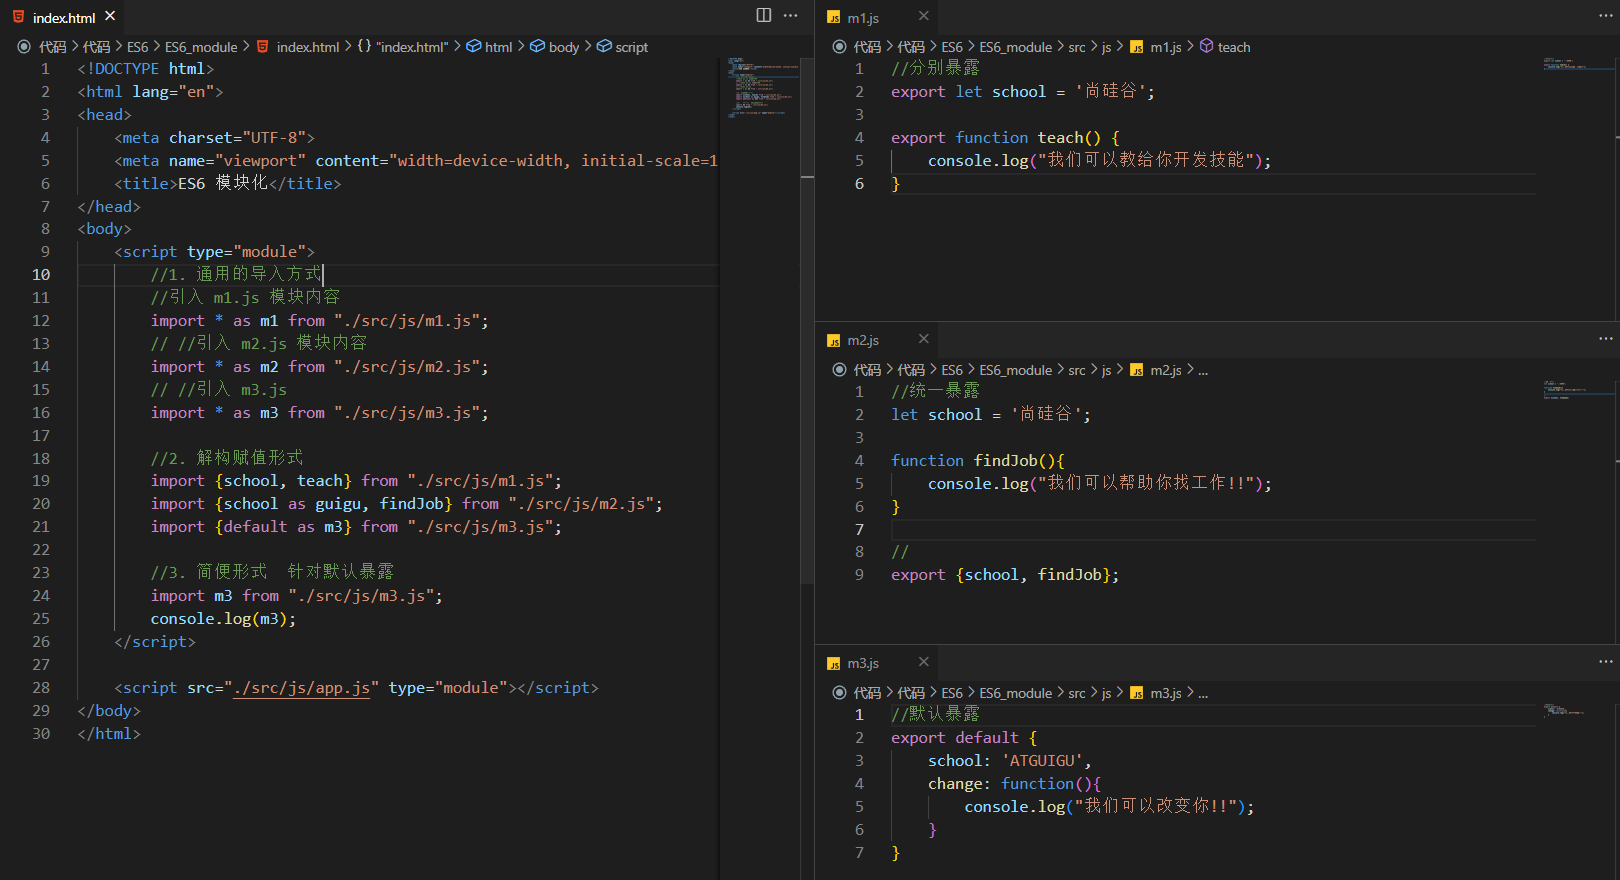 index.html
代码 > 代码 > ES6 > ES6_module > index.html > {} "index.html" > html > body > script
1 <!DOCTYPE html>
2 <html lang="en">
3 <head>
4 <meta charset="UTF-8">
5 <meta name="viewport" content="width=device-width, initial-scale=1
6 <title>ES6 模块化</title>
7 </head>
8 <body>
9 <script type="module">
10 //1. 通用的导入方式
11 //引入 m1.js 模块内容
12 import * as m1 from "./src/js/m1.js";
13 // //引入 m2.js 模块内容
14 import * as m2 from "./src/js/m2.js";
15 // //引入 m3.js
16 import * as m3 from "./src/js/m3.js";
17
18 //2. 解构赋值形式
19 import {school, teach} from "./src/js/m1.js";
20 import {school as guigu, findJob} from "./src/js/m2.js";
21 import {default as m3} from "./src/js/m3.js";
22
23 //3. 简便形式  针对默认暴露
24 import m3 from "./src/js/m3.js";
25 console.log(m3);
26 </script>
27
28 <script src="./src/js/app.js" type="module"></script>
29 </body>
30 </html>
JS m1.js
代码 > 代码 > ES6 > ES6_module > src > js > JS m1.js > teach
1 //分别暴露
2 export let school = '尚硅谷';
3
4 export function teach() {
5 console.log("我们可以教给你开发技能");
6 }
JS m2.js
代码 > 代码 > ES6 > ES6_module > src > js > JS m2.js > ...
1 //统一暴露
2 let school = '尚硅谷';
3
4 function findJob(){
5 console.log("我们可以帮助你找工作!!");
6 }
7
8 //
9 export {school, findJob};
JS m3.js
代码 > 代码 > ES6 > ES6_module > src > js > JS m3.js > ...
1 //默认暴露
2 export default {
3 school: 'ATGUIGU',
4 change: function(){
5 console.log("我们可以改变你!!");
6 }
7 }